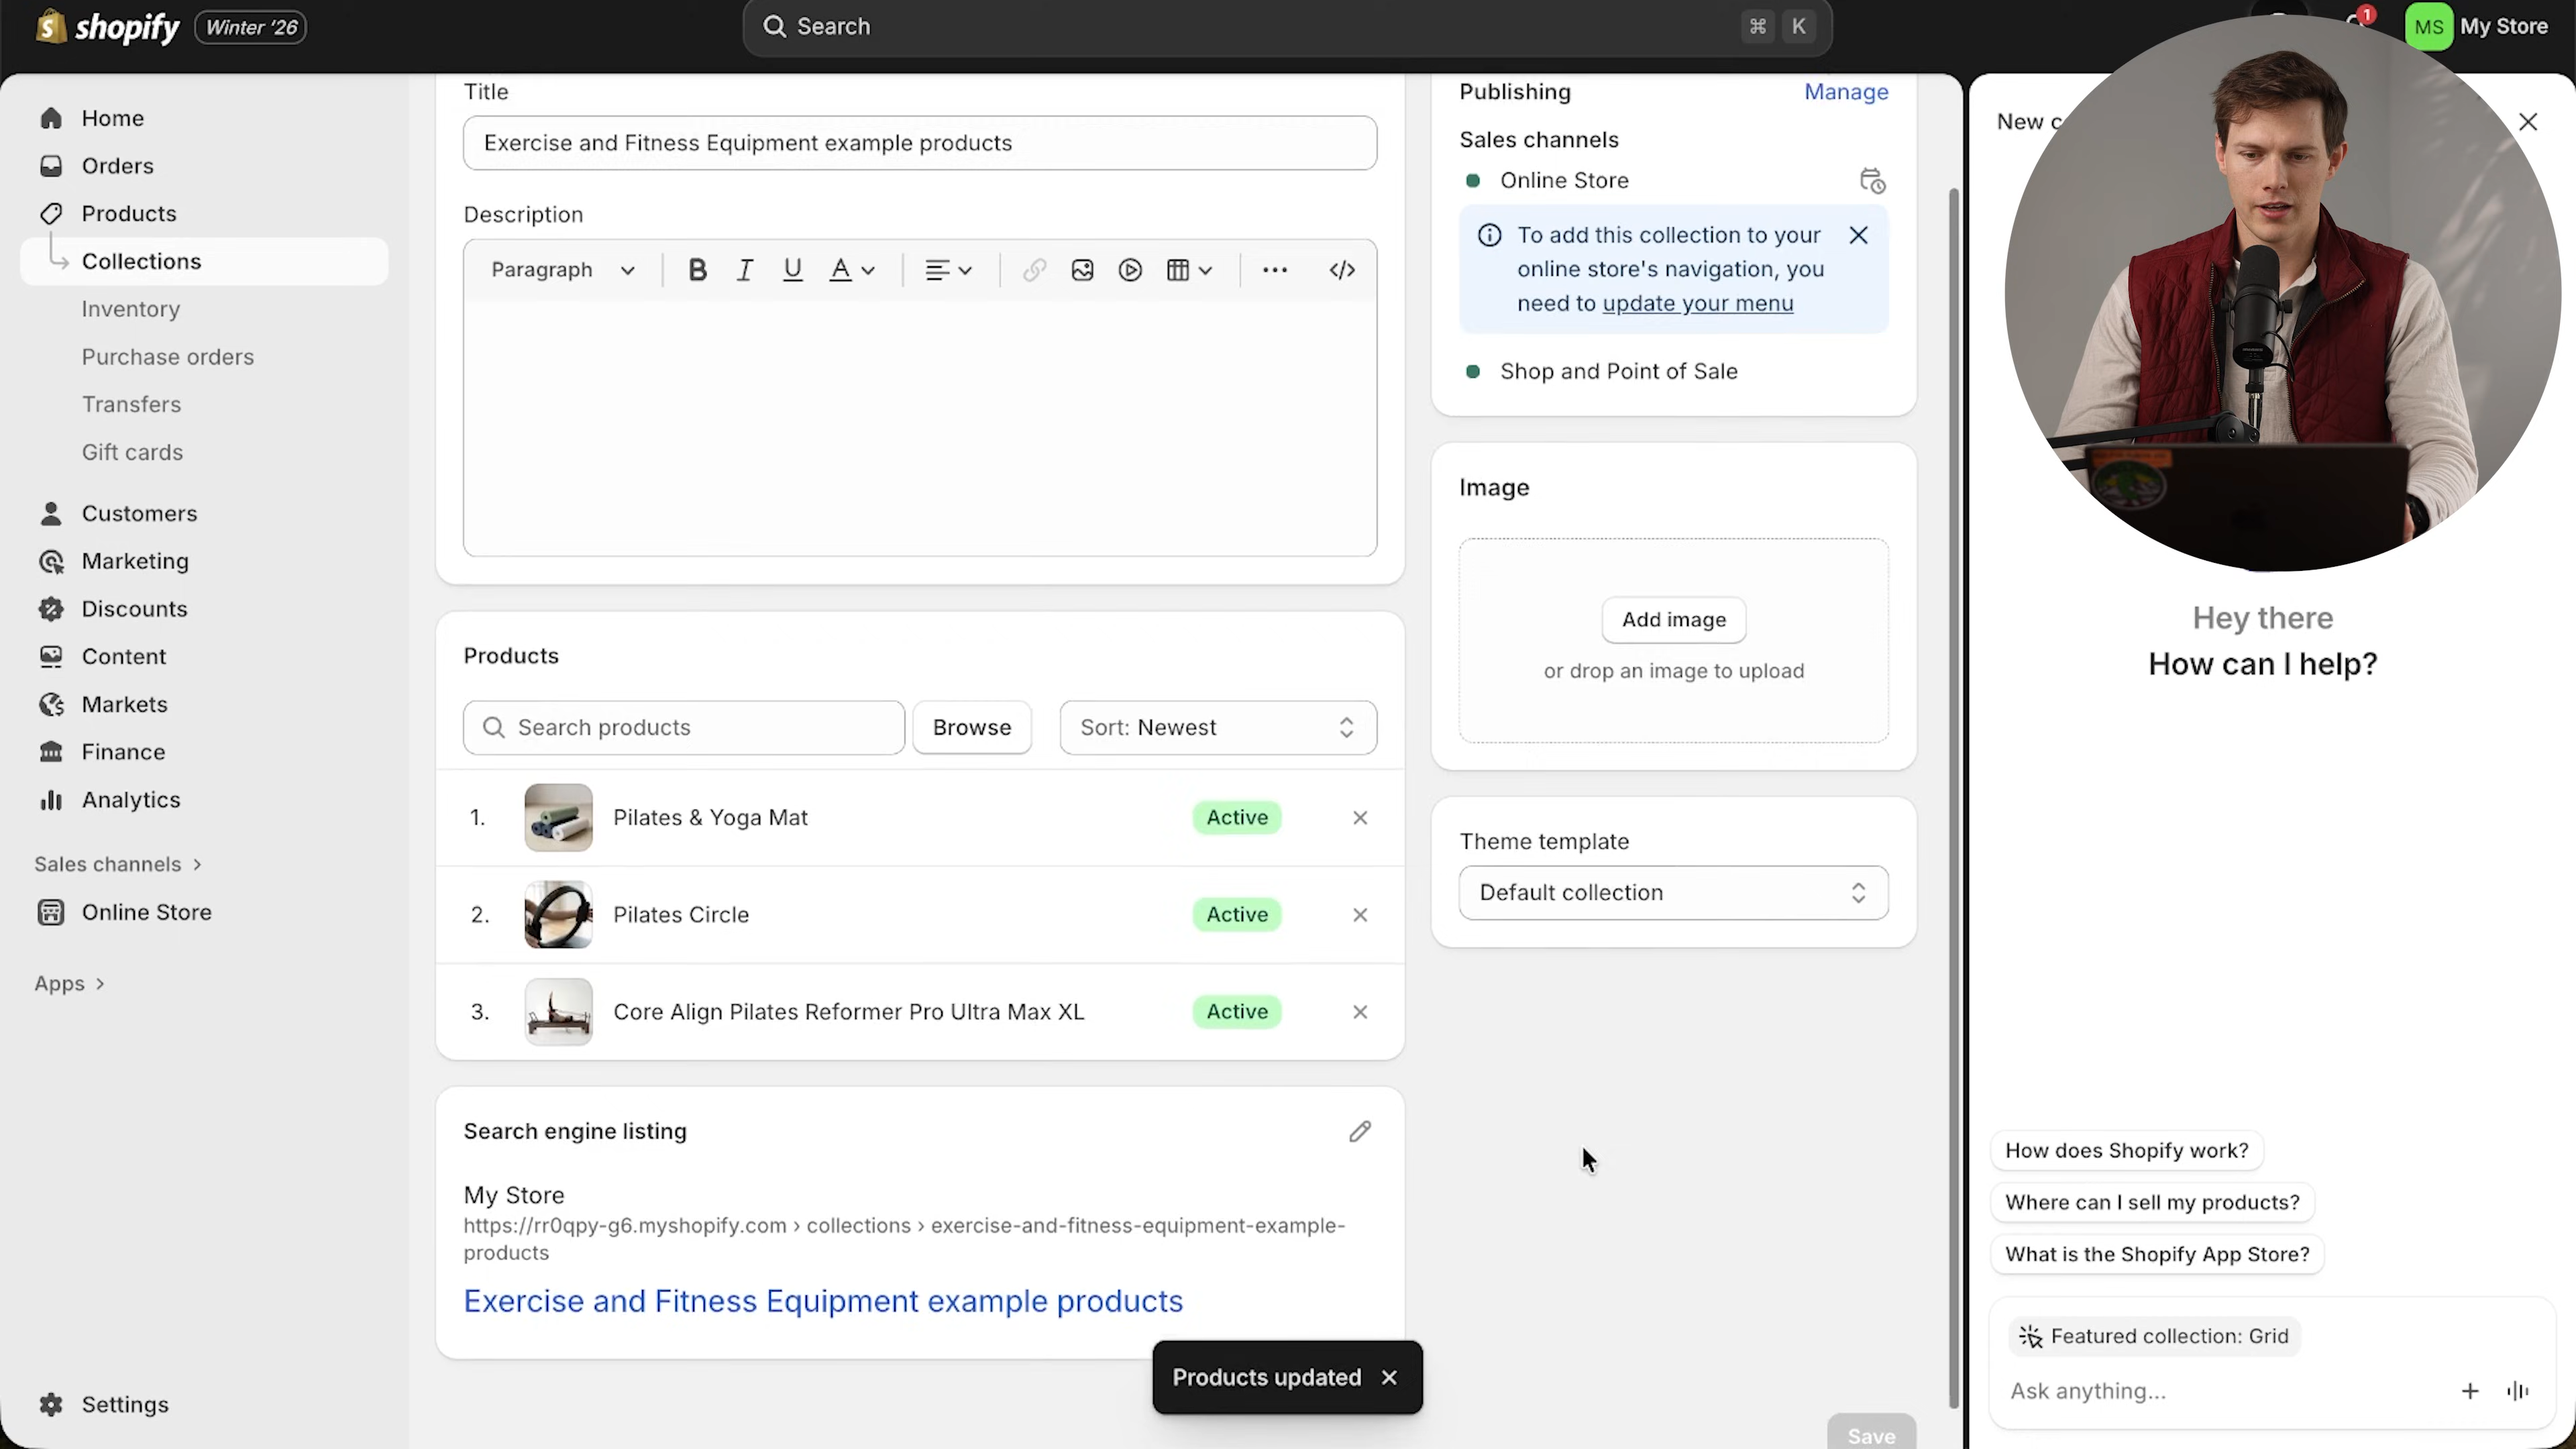 shopify
Winter '26
Search
⌘ K
1
MS
My Store
Home
Orders
Products
Collections
Inventory
Purchase orders
Transfers
Gift cards
Customers
Marketing
Discounts
Content
Markets
Finance
Analytics
Sales channels
Online Store
Apps
Settings
Title
Exercise and Fitness Equipment example products
Description
Paragraph
Products
Search products
Browse
Sort: Newest
1. Pilates & Yoga Mat Active
2. Pilates Circle Active
3. Core Align Pilates Reformer Pro Ultra Max XL Active
Search engine listing
My Store
https://rr0qpy-g6.myshopify.com › collections › exercise-and-fitness-equipment-example-
products
Exercise and Fitness Equipment example products
Products updated
Publishing
Manage
Sales channels
Online Store
To add this collection to your
online store's navigation, you
need to update your menu
Shop and Point of Sale
Image
Add image
or drop an image to upload
Theme template
Default collection
Save
New
Hey there
How can I help?
How does Shopify work?
Where can I sell my products?
What is the Shopify App Store?
Featured collection: Grid
Ask anything...